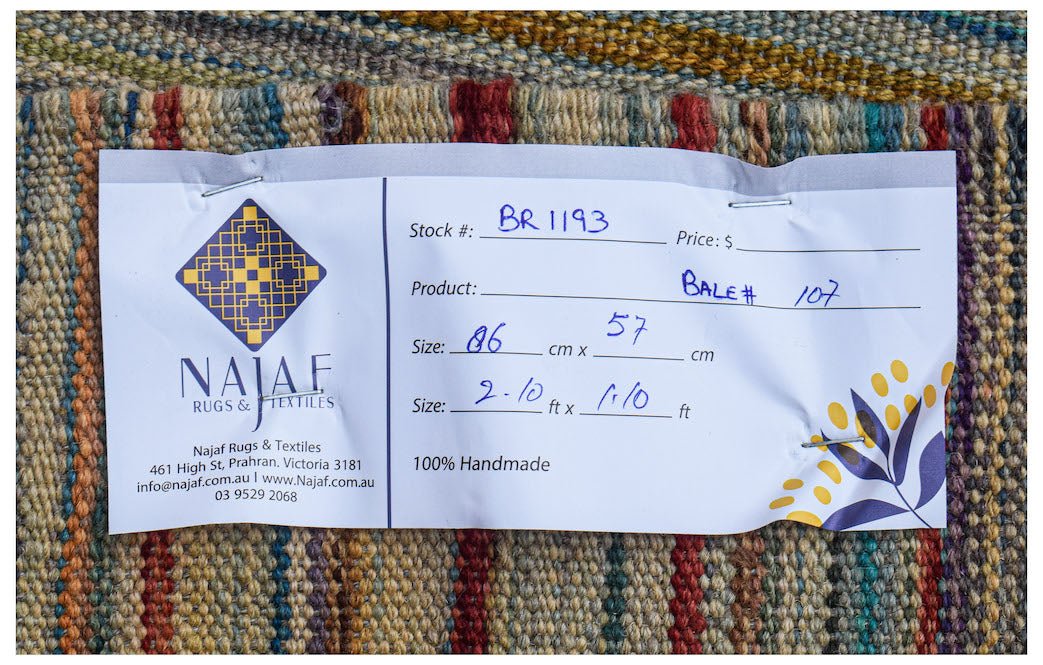 NAJAF
RUGS & TEXTILES
Najaf Rugs & Textiles
461 High St, Prahran. Victoria 3181
info@najaf.com.au | www.Najaf.com.au
03 9529 2068
Stock #: BR 1193 Price: $
Product: BALE# 107
Size: 86 cm x 57 cm
Size: 2.10 ft x 1.10 ft
100% Handmade